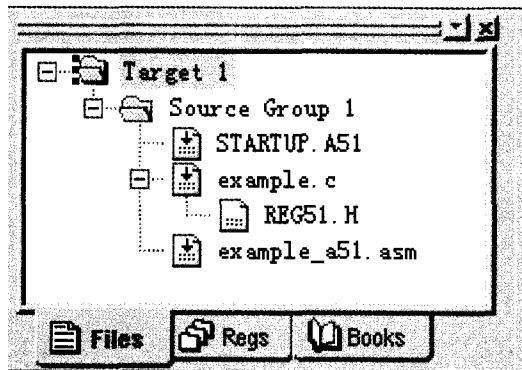 Target 1
Source Group 1
STARTUP.A51
example.c
REG51.H
example_a51.asm
Files Regs Books